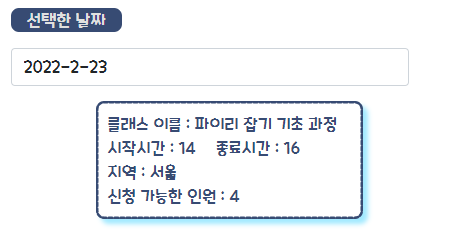 선택한 날짜
2022-2-23
클래스 이름 : 파이리 잡기 기초 과정
시작시간 : 14 종료시간 : 16
지역 : 서울
신청 가능한 인원 : 4